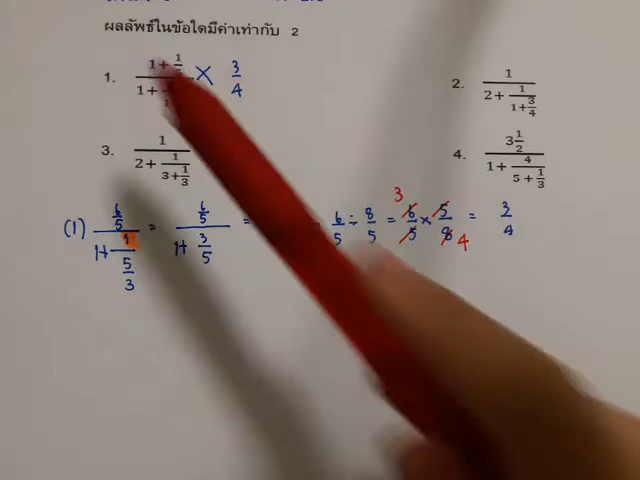 ผลลัพธ์ในข้อใดมีค่าเท่ากับ 2
1. 1 + 1 / 1 + × 3/4
2. 1 / 2 + 1 / 1 + 3/4
3. 1 / 2 + 1 / 3 + 1/3
4. 3 1/2 / 1 + 4 / 5 + 1/3
(1) 6/5 / 1 + 1 / 5/3 = 6/5 / 1 + 3/5 = 6/5 ÷ 8/5 = 6/5 × 5/8 = 3/4
3
4